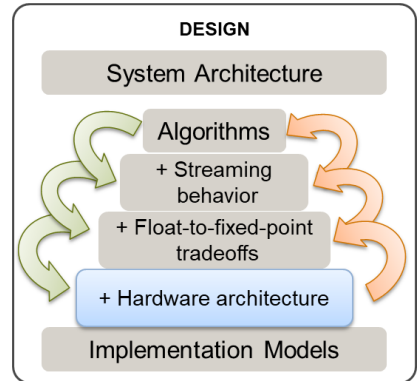 DESIGN
System Architecture
Algorithms
+ Streaming
behavior
+ Float-to-fixed-point
tradeoffs
+ Hardware architecture
Implementation Models